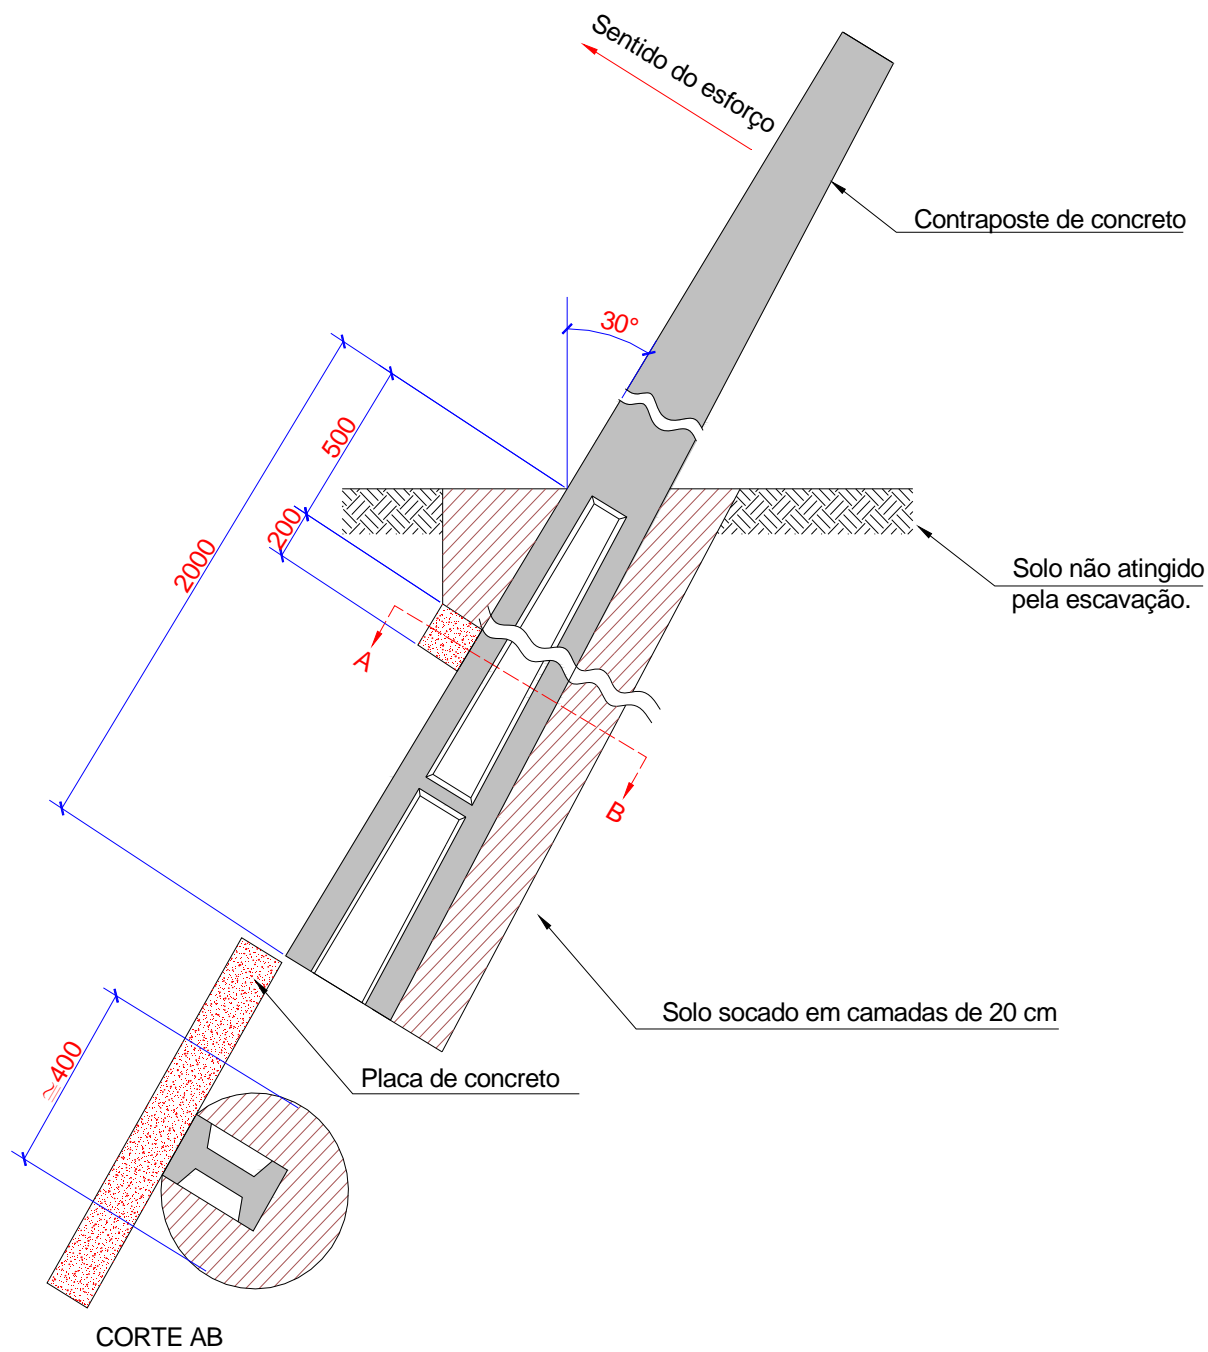 Sentido do esforço
Contraposte de concreto
30°
500
200
2000
Solo não atingido
pela escavação.
A
B
Solo socado em camadas de 20 cm
Placa de concreto
≅400
CORTE AB